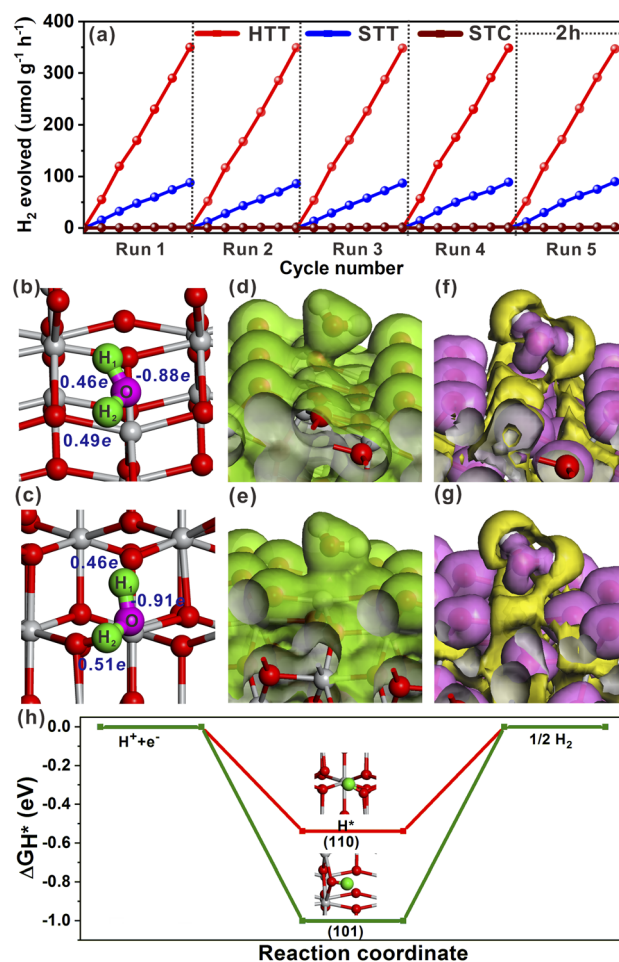 (a) HTT STT STC 2h
H₂ evolved (umol g⁻¹ h⁻¹)
400
300
200
100
0
Run 1 Run 2 Run 3 Run 4 Run 5
Cycle number
(b) (d) (f)
H₁
0.46e -0.88e
O
H₂
0.49e
(c) (e) (g)
0.46e
H₁
0.91e
O
H₂
0.51e
(h)
ΔG_H* (eV)
0.0
-0.2
-0.4
-0.6
-0.8
-1.0
H⁺+e⁻
1/2 H₂
H*
(110)
(101)
Reaction coordinate